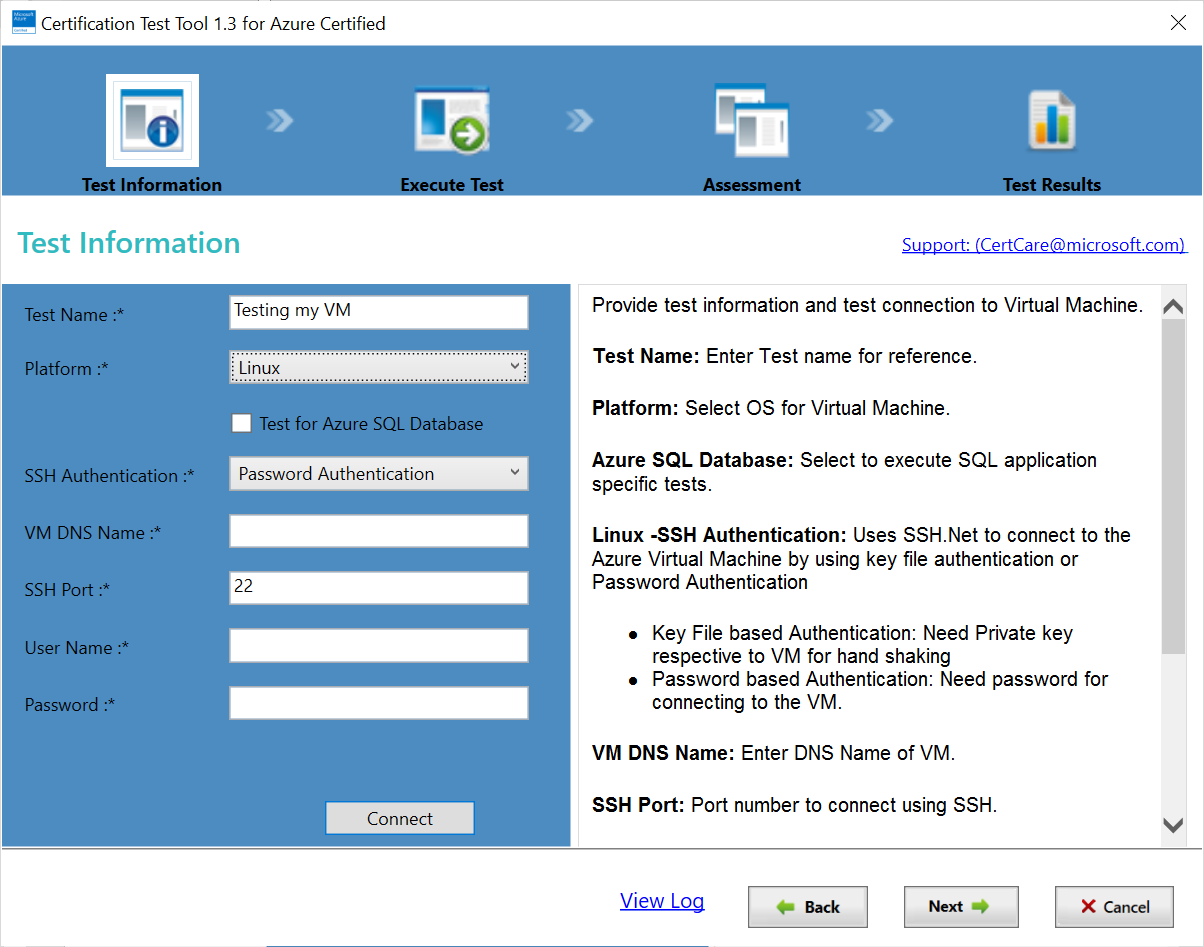 Certification Test Tool 1.3 for Azure Certified
Test Information
Execute Test
Assessment
Test Results
Test Information
Support: (CertCare@microsoft.com)
Test Name :*
Testing my VM
Platform :*
Linux
Test for Azure SQL Database
SSH Authentication :*
Password Authentication
VM DNS Name :*
SSH Port :*
22
User Name :*
Password :*
Connect
Provide test information and test connection to Virtual Machine.
Test Name: Enter Test name for reference.
Platform: Select OS for Virtual Machine.
Azure SQL Database: Select to execute SQL application
specific tests.
Linux -SSH Authentication: Uses SSH.Net to connect to the
Azure Virtual Machine by using key file authentication or
Password Authentication
● Key File based Authentication: Need Private key
respective to VM for hand shaking
● Password based Authentication: Need password for
connecting to the VM.
VM DNS Name: Enter DNS Name of VM.
SSH Port: Port number to connect using SSH.
View Log
Back
Next
Cancel